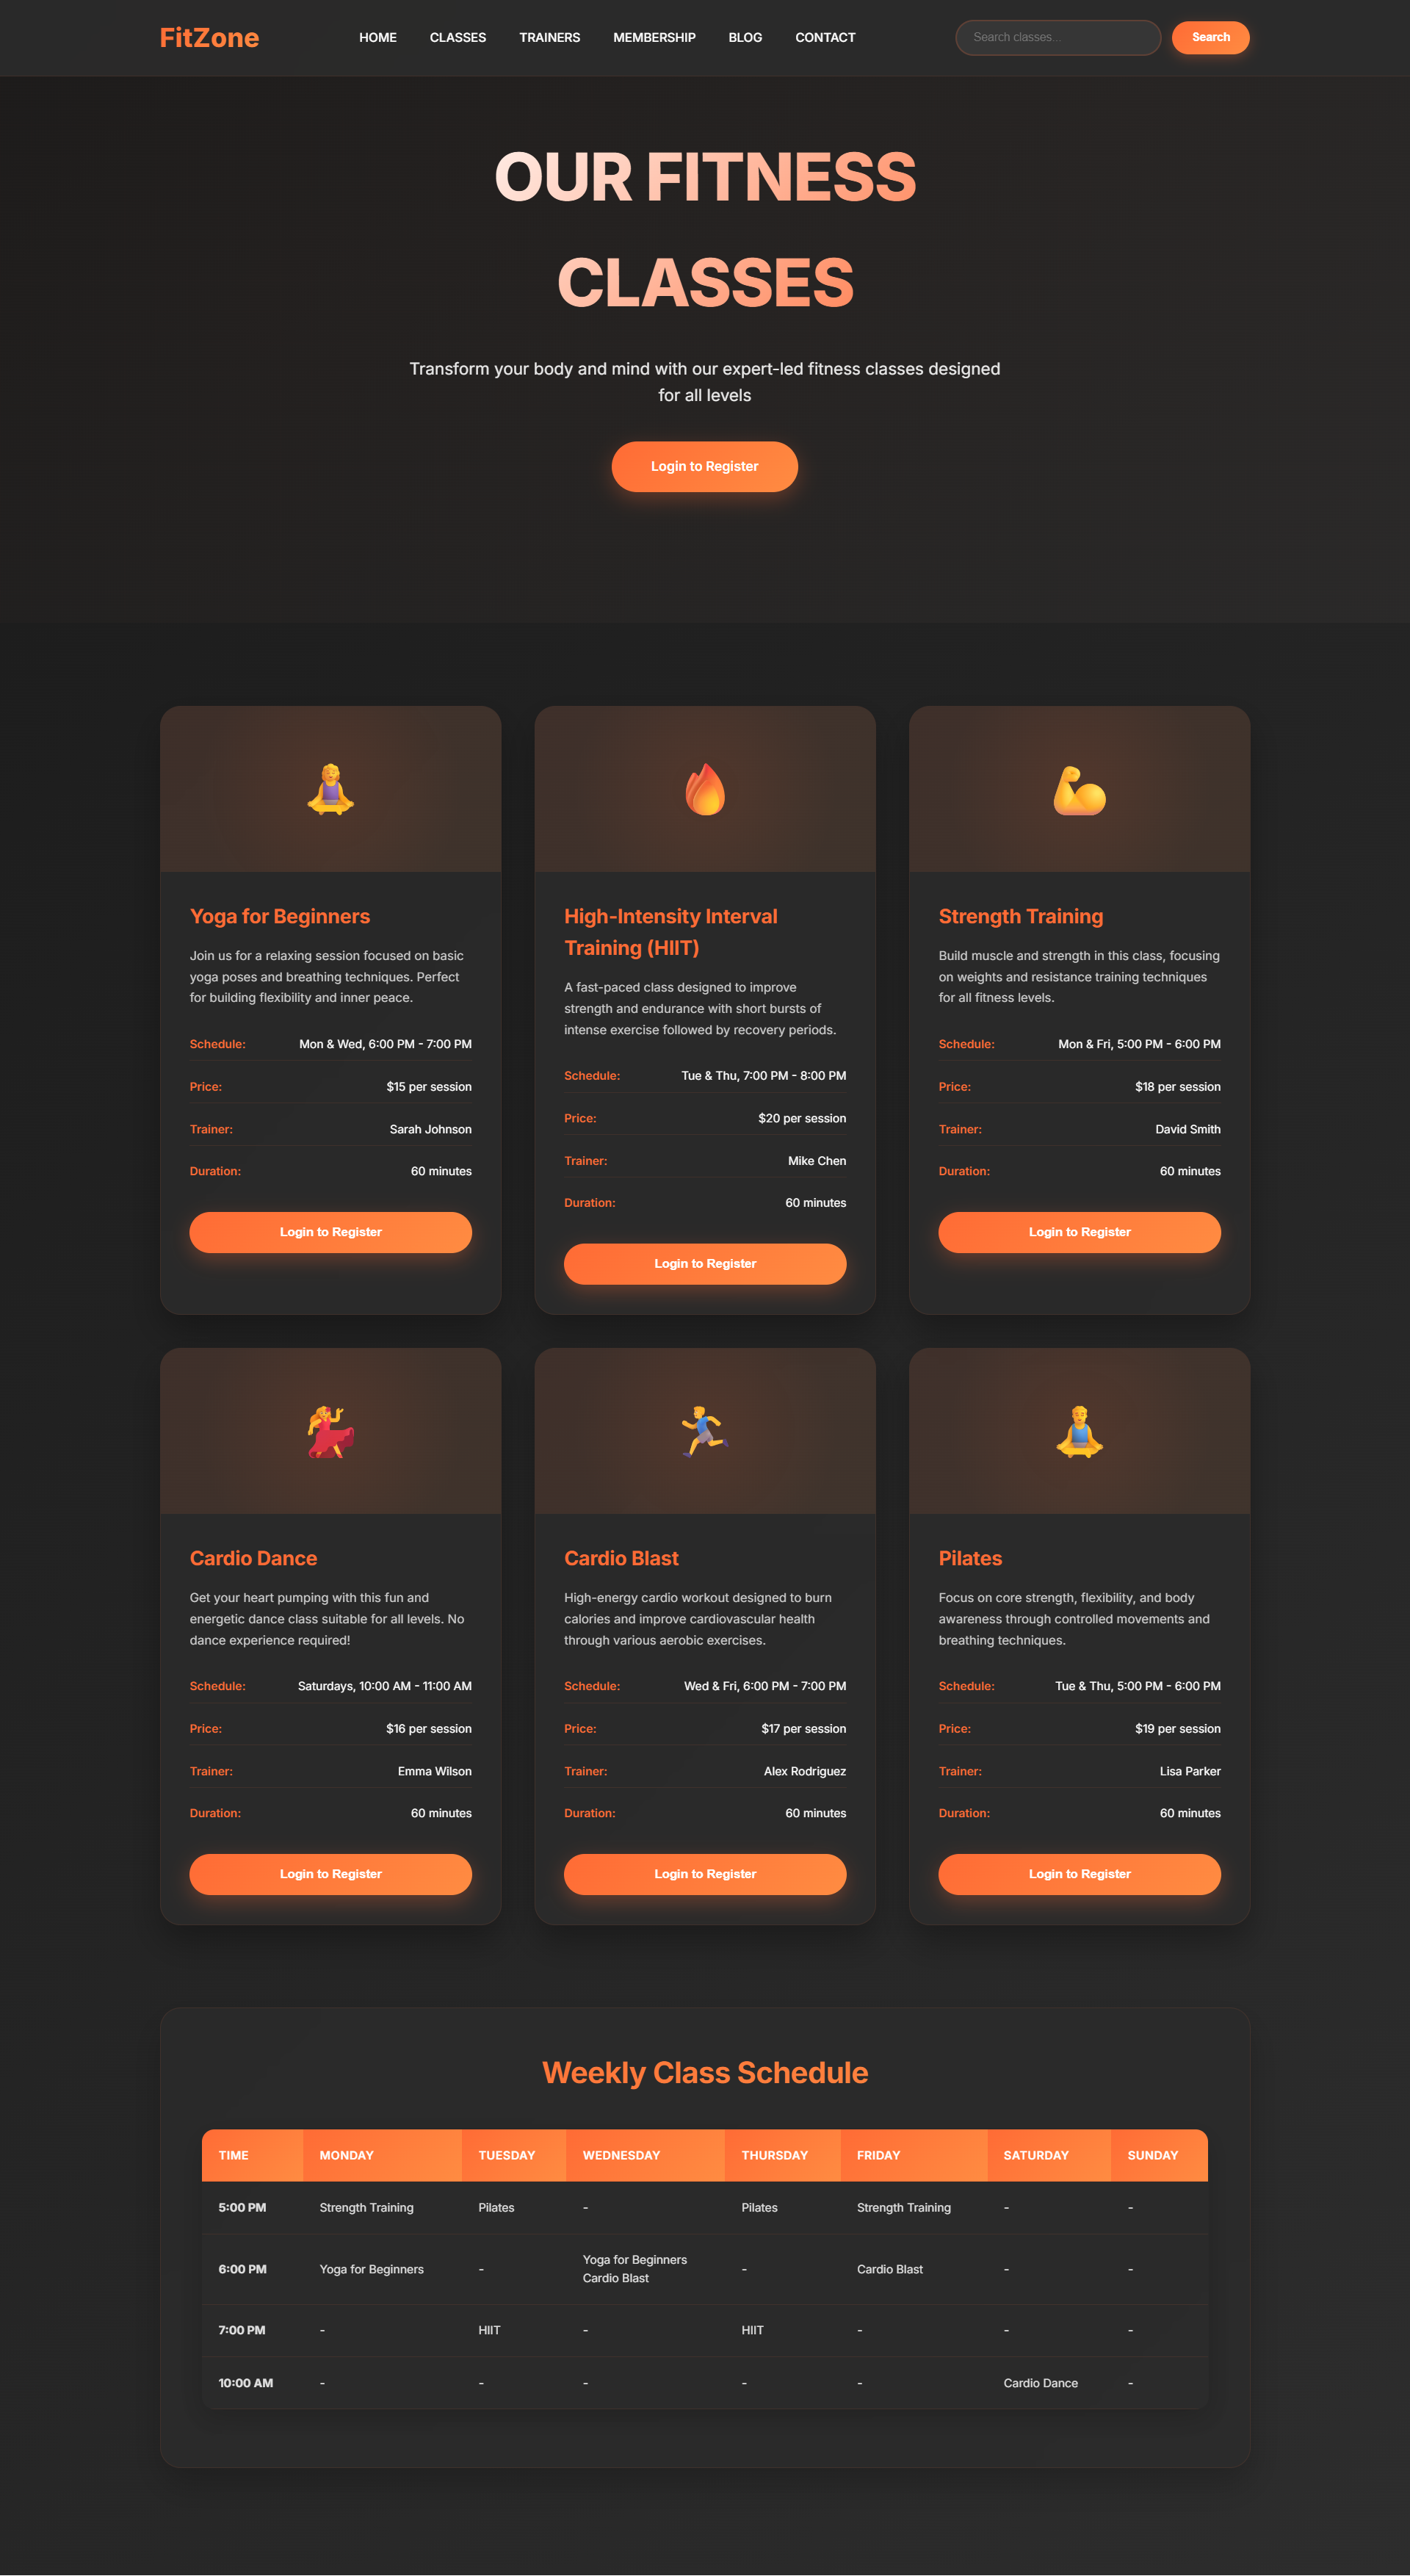 FitZone
HOME CLASSES TRAINERS MEMBERSHIP BLOG CONTACT
Search classes...
Search
OUR FITNESS
CLASSES
Transform your body and mind with our expert-led fitness classes designed
for all levels
Login to Register
Yoga for Beginners
Join us for a relaxing session focused on basic
yoga poses and breathing techniques. Perfect
for building flexibility and inner peace.
Schedule: Mon & Wed, 6:00 PM - 7:00 PM
Price: $15 per session
Trainer: Sarah Johnson
Duration: 60 minutes
Login to Register
High-Intensity Interval
Training (HIIT)
A fast-paced class designed to improve
strength and endurance with short bursts of
intense exercise followed by recovery periods.
Schedule: Tue & Thu, 7:00 PM - 8:00 PM
Price: $20 per session
Trainer: Mike Chen
Duration: 60 minutes
Login to Register
Strength Training
Build muscle and strength in this class, focusing
on weights and resistance training techniques
for all fitness levels.
Schedule: Mon & Fri, 5:00 PM - 6:00 PM
Price: $18 per session
Trainer: David Smith
Duration: 60 minutes
Login to Register
Cardio Dance
Get your heart pumping with this fun and
energetic dance class suitable for all levels. No
dance experience required!
Schedule: Saturdays, 10:00 AM - 11:00 AM
Price: $16 per session
Trainer: Emma Wilson
Duration: 60 minutes
Login to Register
Cardio Blast
High-energy cardio workout designed to burn
calories and improve cardiovascular health
through various aerobic exercises.
Schedule: Wed & Fri, 6:00 PM - 7:00 PM
Price: $17 per session
Trainer: Alex Rodriguez
Duration: 60 minutes
Login to Register
Pilates
Focus on core strength, flexibility, and body
awareness through controlled movements and
breathing techniques.
Schedule: Tue & Thu, 5:00 PM - 6:00 PM
Price: $19 per session
Trainer: Lisa Parker
Duration: 60 minutes
Login to Register
Weekly Class Schedule
TIME MONDAY TUESDAY WEDNESDAY THURSDAY FRIDAY SATURDAY SUNDAY
5:00 PM Strength Training Pilates - Pilates Strength Training - -
6:00 PM Yoga for Beginners - Yoga for Beginners - Cardio Blast - -
Cardio Blast
7:00 PM - HIIT - HIIT - - -
10:00 AM - - - - - Cardio Dance -